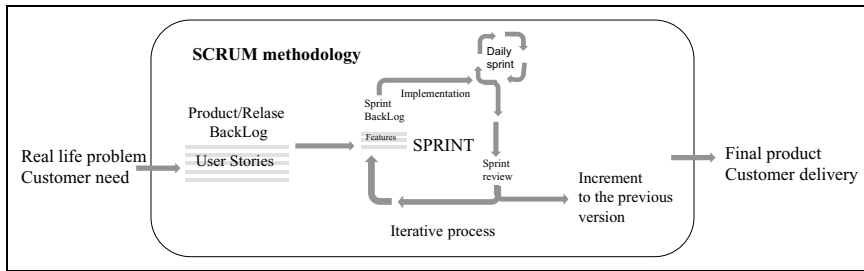 SCRUM methodology
Daily
sprint
Implementation
Sprint
BackLog
Product/Relase
BackLog
Features
User Stories
SPRINT
Real life problem
Customer need
Sprint
review
Increment
to the previous
version
Final product
Customer delivery
Iterative process